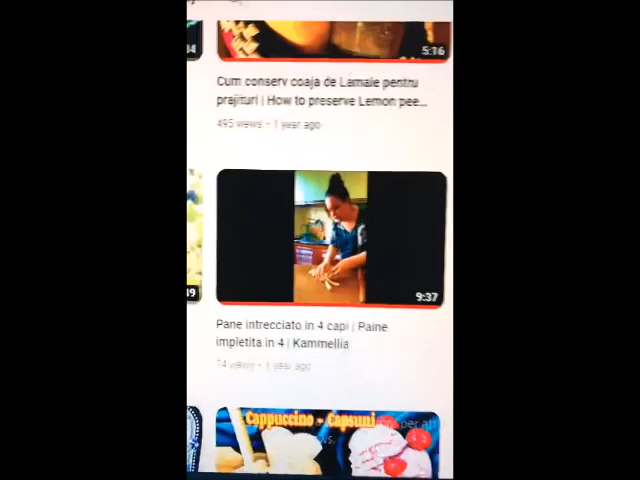 5:16
Cum conserv coaja de Lamaie pentru
prajituri | How to preserve Lemon pee...
495 views • 1 year ago
9:37
Pane intrecciato in 4 capi | Paine
impletita in 4 | Kammellia
74 views • 1 year ago
Cappuccino - Capsuni